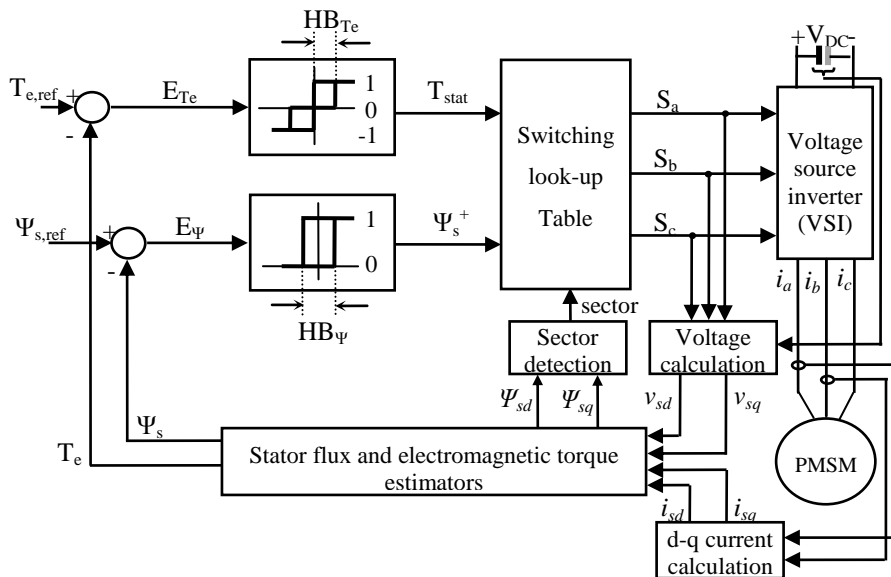 HB_Te
+V_DC-
T_e,ref
+
-
E_Te
1
0
-1
T_stat
Switching
look-up
Table
S_a
S_b
S_c
Voltage
source
inverter
(VSI)
Ψ_s,ref
+
-
E_Ψ
1
0
Ψ_s^+
HB_Ψ
i_a
i_b
i_c
sector
Sector
detection
Voltage
calculation
Ψ_sd
Ψ_sq
v_sd
v_sq
Ψ_s
T_e
Stator flux and electromagnetic torque
estimators
PMSM
i_sd
i_sq
d-q current
calculation